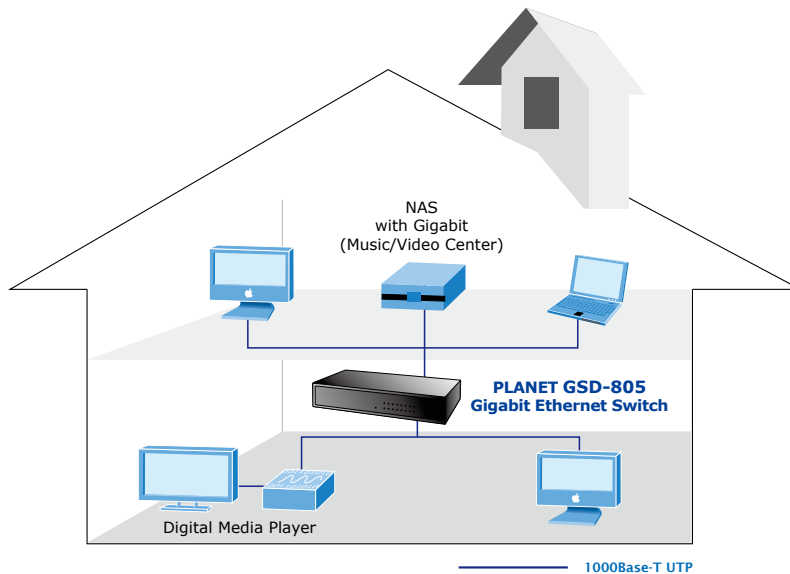 NAS
with Gigabit
(Music/Video Center)
PLANET GSD-805
Gigabit Ethernet Switch
Digital Media Player
1000Base-T UTP